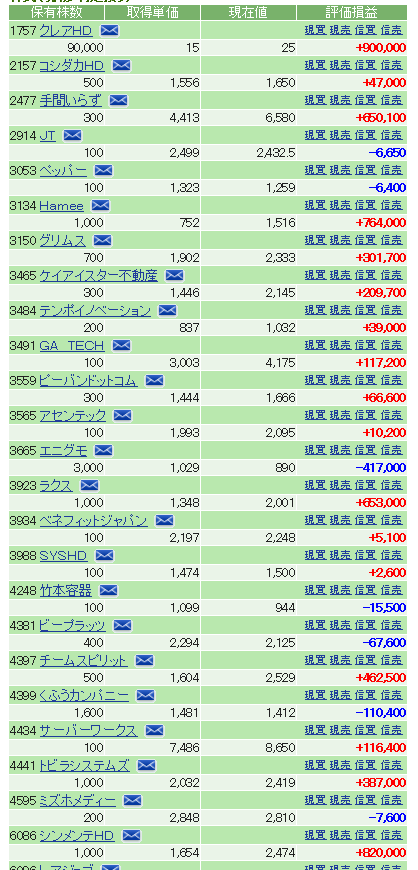 保有株数 取得単価 現在値 評価損益
1757 クレアHD 現買 現売 信買 信売
90,000 15 25 +900,000
2157 コシダカHD 現買 現売 信買 信売
500 1,556 1,650 +47,000
2477 手間いらず 現買 現売 信買 信売
300 4,413 6,580 +650,100
2914 JT 現買 現売 信買 信売
100 2,499 2,432.5 -6,650
3053 ペッパー 現買 現売 信買 信売
100 1,323 1,259 -6,400
3134 Hamee 現買 現売 信買 信売
1,000 752 1,516 +764,000
3150 グリムス 現買 現売 信買 信売
700 1,902 2,333 +301,700
3465 ケイアイスター不動産 現買 現売 信買 信売
300 1,446 2,145 +209,700
3484 テンポイノベーション 現買 現売 信買 信売
200 837 1,032 +39,000
3491 GA TECH 現買 現売 信買 信売
100 3,003 4,175 +117,200
3559 ピーバンドットコム 現買 現売 信買 信売
300 1,444 1,666 +66,600
3565 アセンテック 現買 現売 信買 信売
100 1,993 2,095 +10,200
3665 エニグモ 現買 現売 信買 信売
3,000 1,029 890 -417,000
3923 ラクス 現買 現売 信買 信売
1,000 1,348 2,001 +653,000
3934 ベネフィットジャパン 現買 現売 信買 信売
100 2,197 2,248 +5,100
3988 SYSHD 現買 現売 信買 信売
100 1,474 1,500 +2,600
4248 竹本容器 現買 現売 信買 信売
100 1,099 944 -15,500
4381 ビープラッツ 現買 現売 信買 信売
400 2,294 2,125 -67,600
4397 チームスピリット 現買 現売 信買 信売
500 1,604 2,529 +462,500
4399 くふうカンパニー 現買 現売 信買 信売
1,600 1,481 1,412 -110,400
4434 サーバーワークス 現買 現売 信買 信売
100 7,486 8,650 +116,400
4441 トビラシステムズ 現買 現売 信買 信売
1,000 2,032 2,419 +387,000
4595 ミズホメディー 現買 現売 信買 信売
200 2,848 2,810 -7,600
6086 シンメンテHD 現買 現売 信買 信売
1,000 1,654 2,474 +820,000